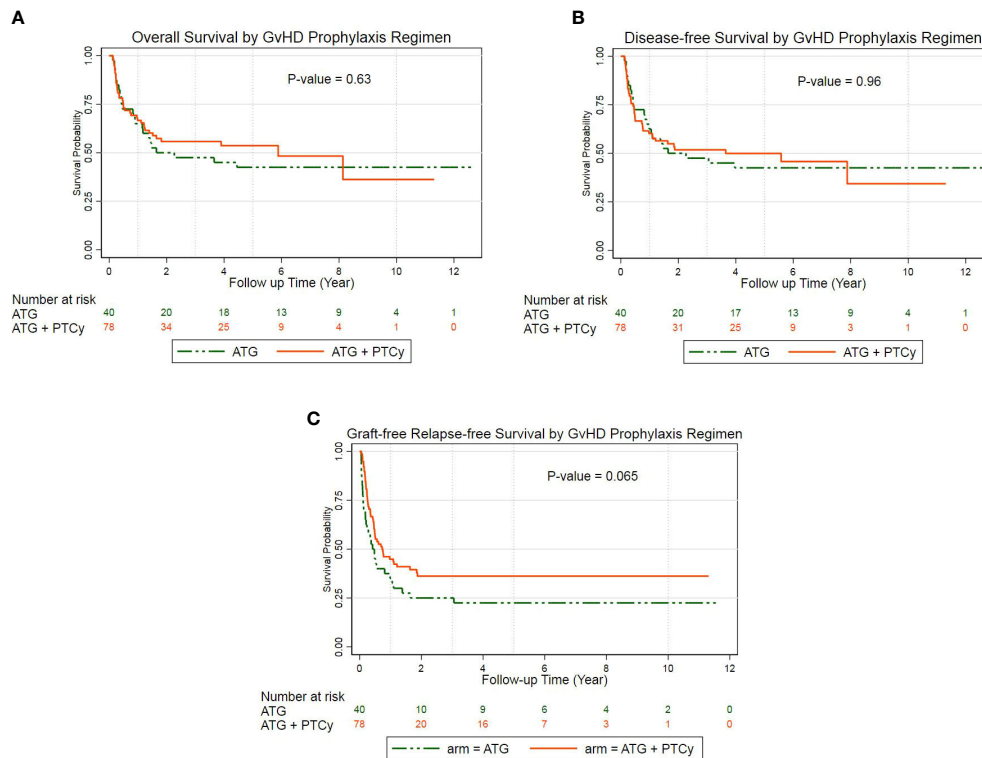 A
Overall Survival by GvHD Prophylaxis Regimen
P-value = 0.63
Survival Probability
1.00
0.75
0.50
0.25
0.00
0 2 4 6 8 10 12
Follow up Time (Year)
Number at risk
ATG 40 20 18 13 9 4 1
ATG + PTCy 78 34 25 9 4 1 0
ATG ATG + PTCy
B
Disease-free Survival by GvHD Prophylaxis Regimen
P-value = 0.96
Survival Probability
1.00
0.75
0.50
0.25
0.00
0 2 4 6 8 10 12
Follow up Time (Year)
Number at risk
ATG 40 20 17 13 9 4 1
ATG + PTCy 78 31 25 9 3 1 0
ATG ATG + PTCy
C
Graft-free Relapse-free Survival by GvHD Prophylaxis Regimen
P-value = 0.065
Survival Probability
1.00
0.75
0.50
0.25
0.00
0 2 4 6 8 10 12
Follow-up Time (Year)
Number at risk
ATG 40 10 9 6 4 2 0
ATG + PTCy 78 20 16 7 3 1 0
arm = ATG arm = ATG + PTCy